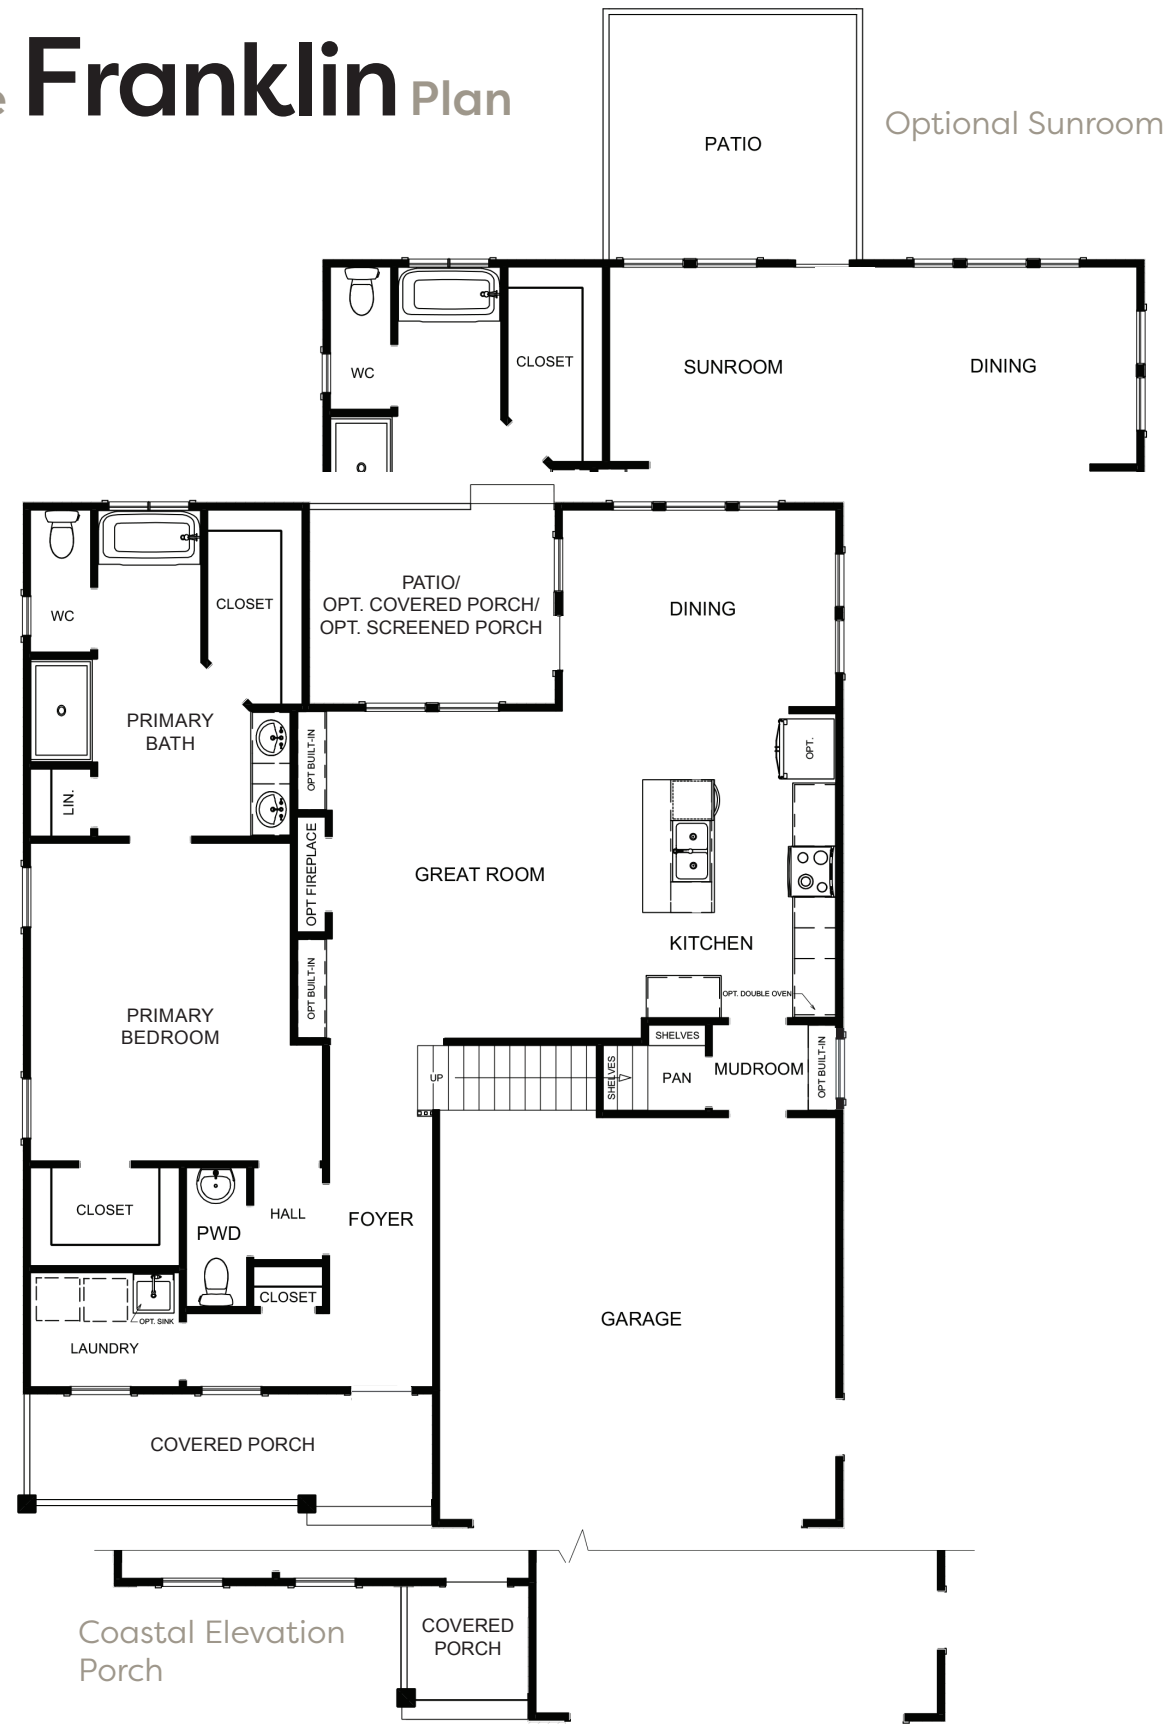 Franklin Plan
Optional Sunroom
PATIO
WC
CLOSET
SUNROOM
DINING
WC
CLOSET
PATIO/
OPT. COVERED PORCH/
OPT. SCREENED PORCH
DINING
PRIMARY
BATH
OPT BUILT-IN
OPT.
LIN.
OPT FIREPLACE
GREAT ROOM
KITCHEN
OPT BUILT-IN
OPT. DOUBLE OVEN
PRIMARY
BEDROOM
SHELVES
UP
SHELVES
PAN
MUDROOM
OPT BUILT-IN
CLOSET
PWD
HALL
FOYER
CLOSET
OPT. SINK
LAUNDRY
GARAGE
COVERED PORCH
Coastal Elevation
Porch
COVERED
PORCH